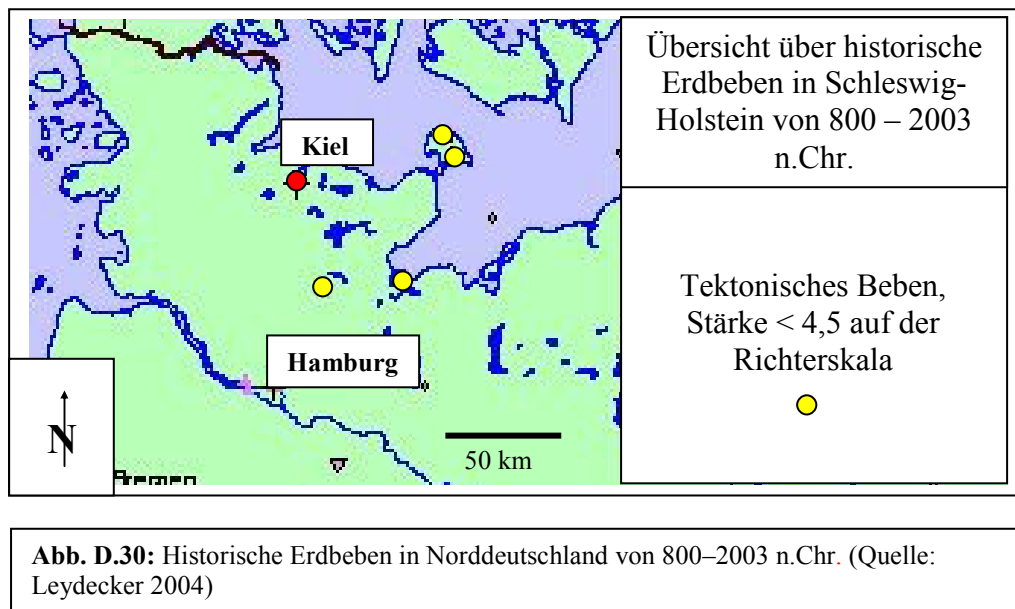 Übersicht über historische
Erdbeben in Schleswig-
Holstein von 800 – 2003
n.Chr.
Kiel
Tektonisches Beben,
Stärke < 4,5 auf der
Richterskala
Hamburg
N
50 km
Bremen
Abb. D.30: Historische Erdbeben in Norddeutschland von 800–2003 n.Chr. (Quelle:
Leydecker 2004)